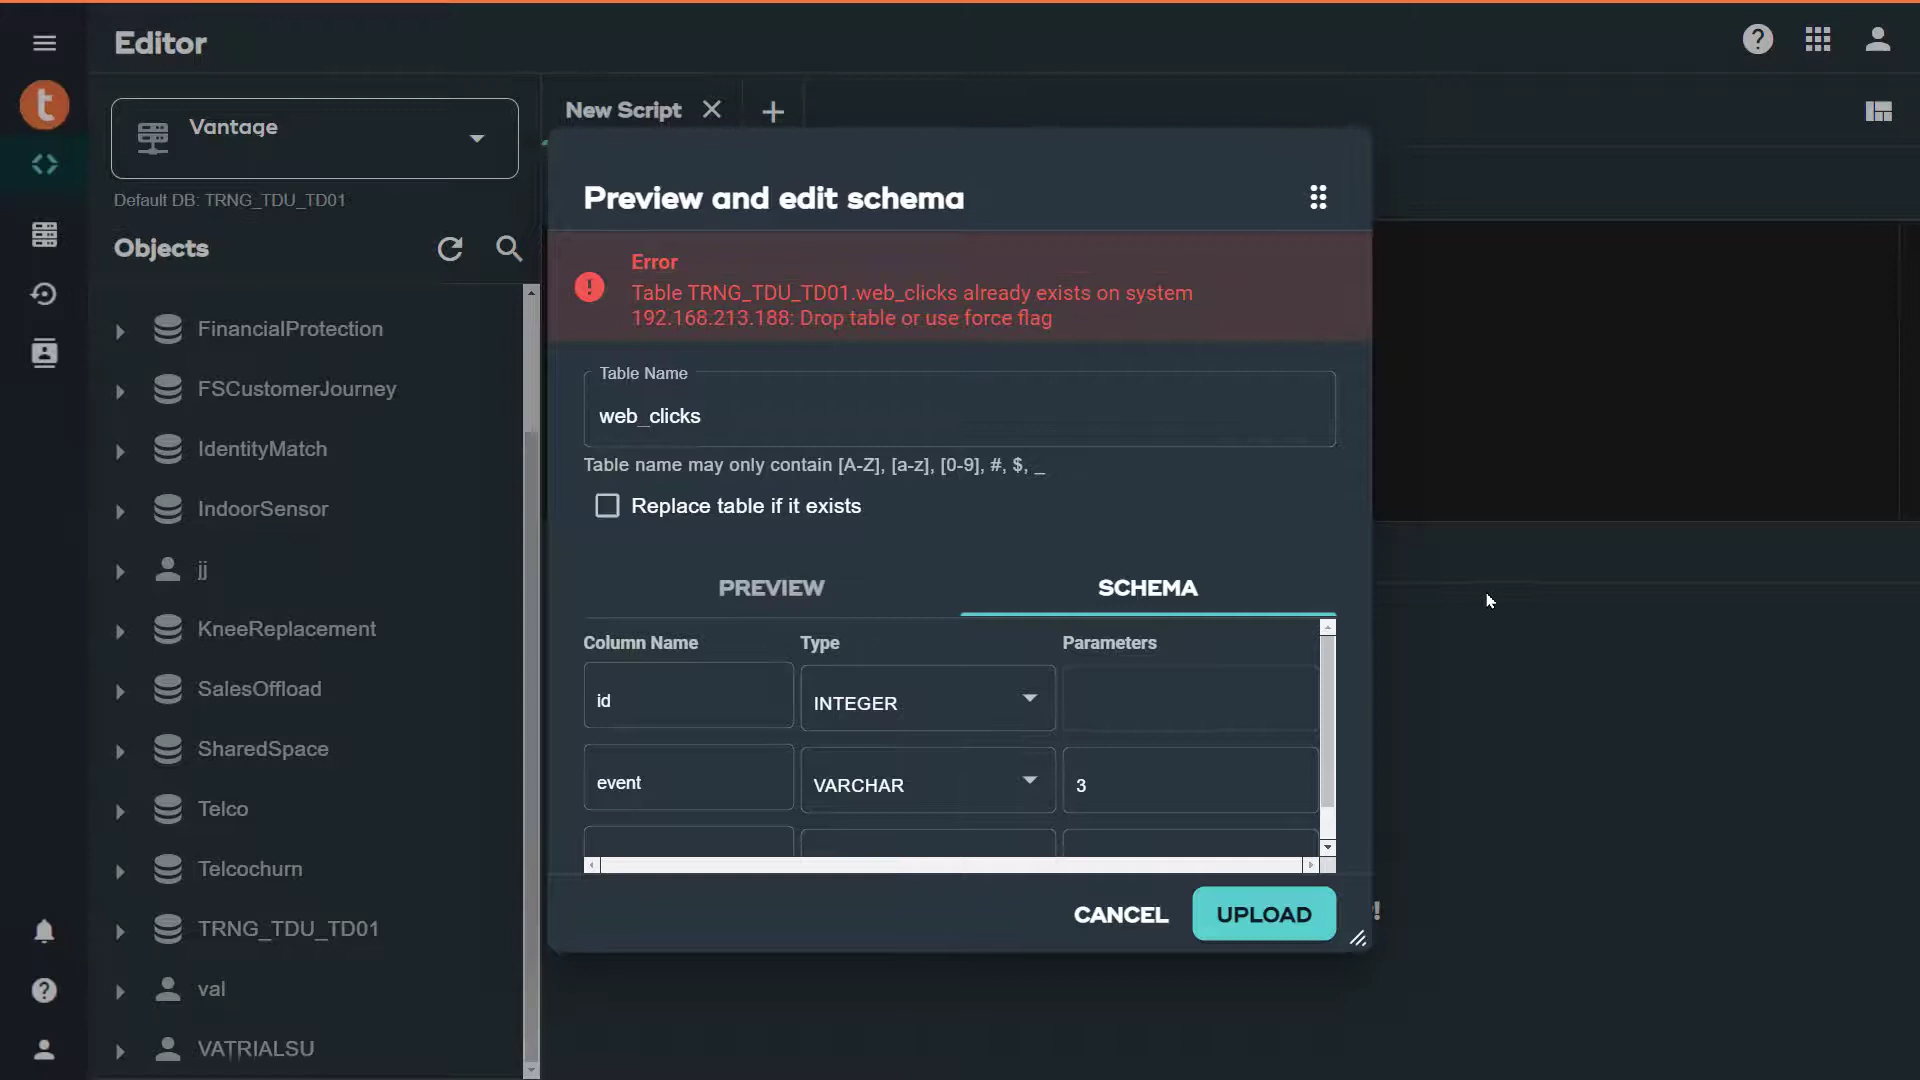 Editor
t
Vantage
New Script
Default DB: TRNG_TDU_TD01
Objects
FinancialProtection
FSCustomerJourney
IdentityMatch
IndoorSensor
jj
KneeReplacement
SalesOffload
SharedSpace
Telco
Telcochurn
TRNG_TDU_TD01
val
VATRIALSU
Preview and edit schema
Error
Table TRNG_TDU_TD01.web_clicks already exists on system
192.168.213.188: Drop table or use force flag
Table Name
web_clicks
Table name may only contain [A-Z], [a-z], [0-9], #, $, _
Replace table if it exists
PREVIEW SCHEMA
Column Name Type Parameters
id INTEGER
event VARCHAR 3
CANCEL UPLOAD
!